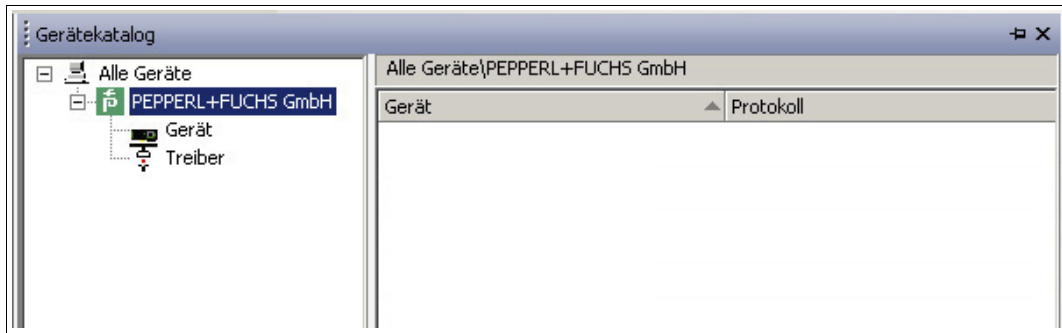 Gerätekatalog
Alle Geräte
PEPPERL+FUCHS GmbH
Gerät
Treiber
Alle Geräte\PEPPERL+FUCHS GmbH
Gerät Protokoll